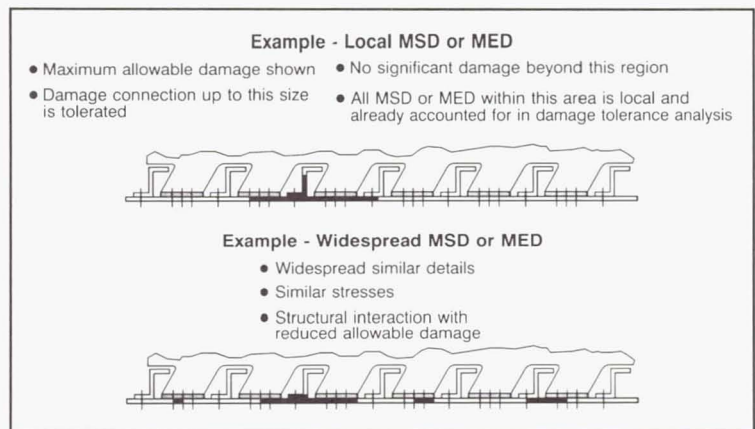 Example - Local MSD or MED
● Maximum allowable damage shown
● Damage connection up to this size
is tolerated
● No significant damage beyond this region
● All MSD or MED within this area is local and
already accounted for in damage tolerance analysis
Example - Widespread MSD or MED
● Widespread similar details
● Similar stresses
● Structural interaction with
reduced allowable damage